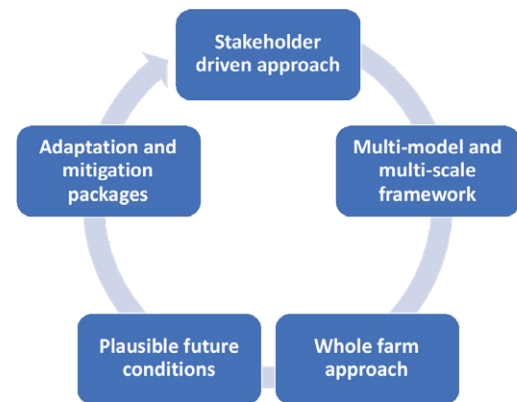 Stakeholder
driven approach
Multi-model and
multi-scale
framework
Whole farm
approach
Plausible future
conditions
Adaptation and
mitigation
packages